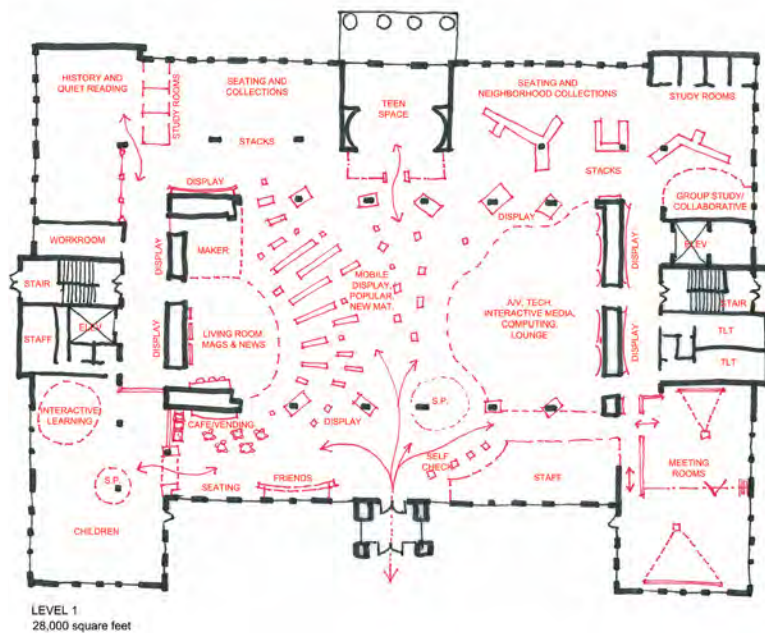 HISTORY AND
QUIET READING
STUDY ROOMS
SEATING AND
COLLECTIONS
STACKS
TEEN
SPACE
SEATING AND
NEIGHBORHOOD COLLECTIONS
STUDY ROOMS
STACKS
DISPLAY
DISPLAY
GROUP STUDY/
COLLABORATIVE
WORKROOM
MAKER
DISPLAY
DISPLAY
ELEV
STAIR
MOBILE
DISPLAY,
POPULAR,
NEW MAT.
STAIR
A/V, TECH,
INTERACTIVE MEDIA,
COMPUTING,
LOUNGE
STAFF
ELEV
DISPLAY
LIVING ROOM
MAGS & NEWS
DISPLAY
TLT
TLT
INTERACTIVE
LEARNING
CAFE/VENDING
DISPLAY
S.P.
SELF
CHECK
MEETING
ROOMS
S.P.
SEATING
FRIENDS
STAFF
CHILDREN
LEVEL 1
28,000 square feet